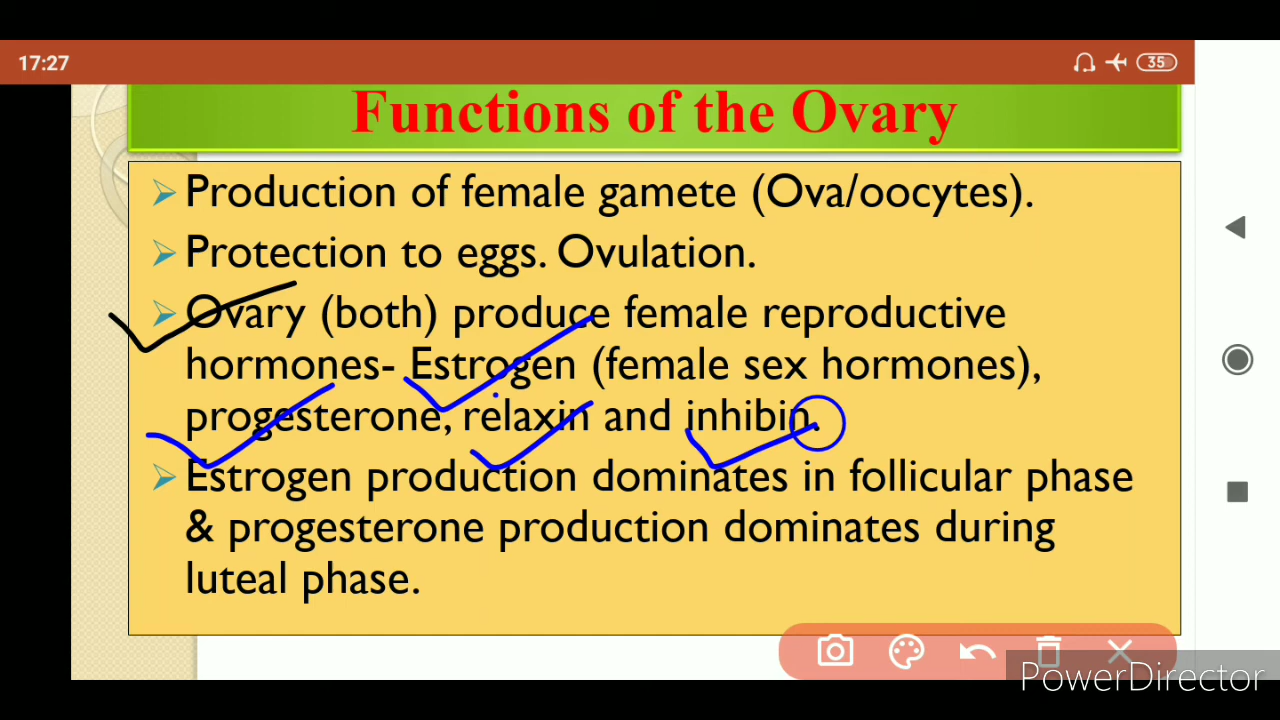 17:27
35
Functions of the Ovary
➢ Production of female gamete (Ova/oocytes).
➢ Protection to eggs. Ovulation.
➢ Ovary (both) produce female reproductive
hormones- Estrogen (female sex hormones),
progesterone, relaxin and inhibin.
➢ Estrogen production dominates in follicular phase
& progesterone production dominates during
luteal phase.
PowerDirector